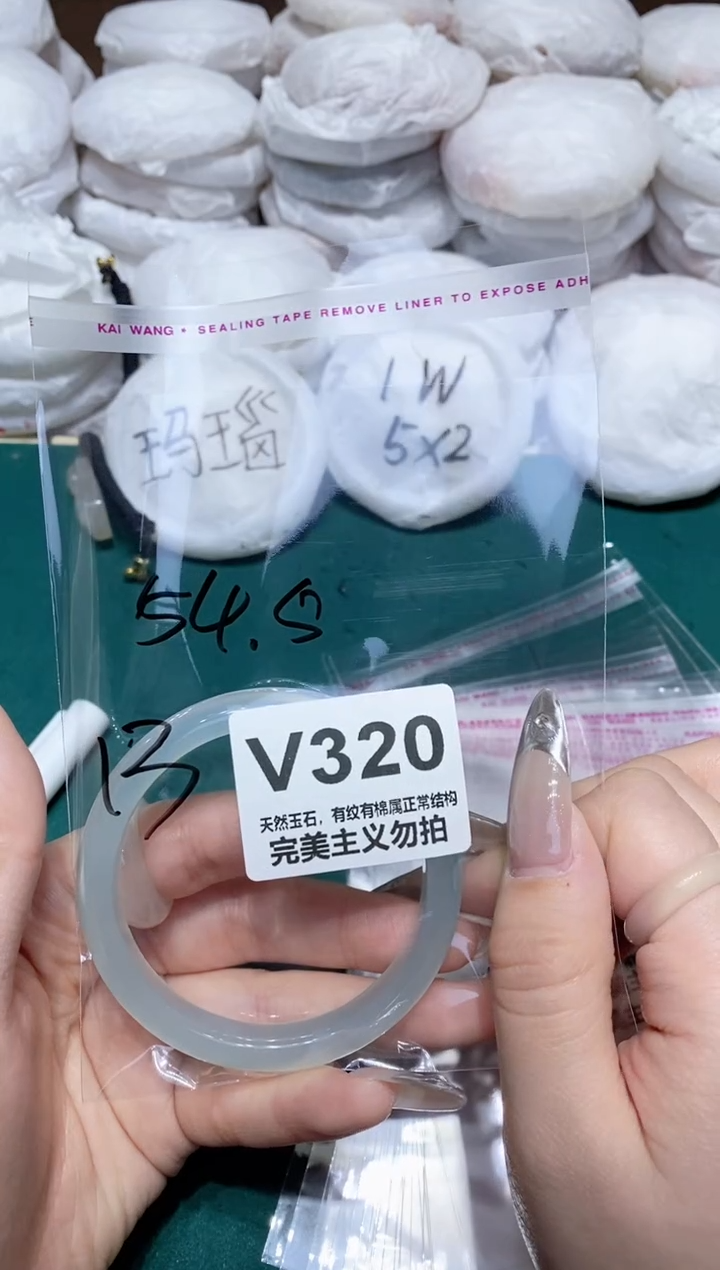 KAI WANG • SEALING TAPE REMOVE LINER TO EXPOSE ADH
玛瑙
1W
5X2
54.5
13
V320
天然玉石，有纹有棉属正常结构
完美主义勿拍